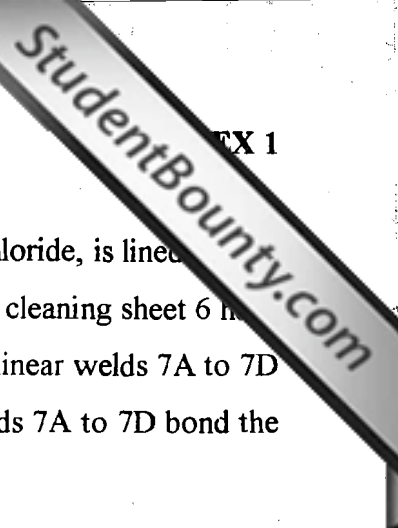 StudentBounty.com
EX 1
loride, is lined
cleaning sheet 6
inear welds 7A to 7D
ds 7A to 7D bond the